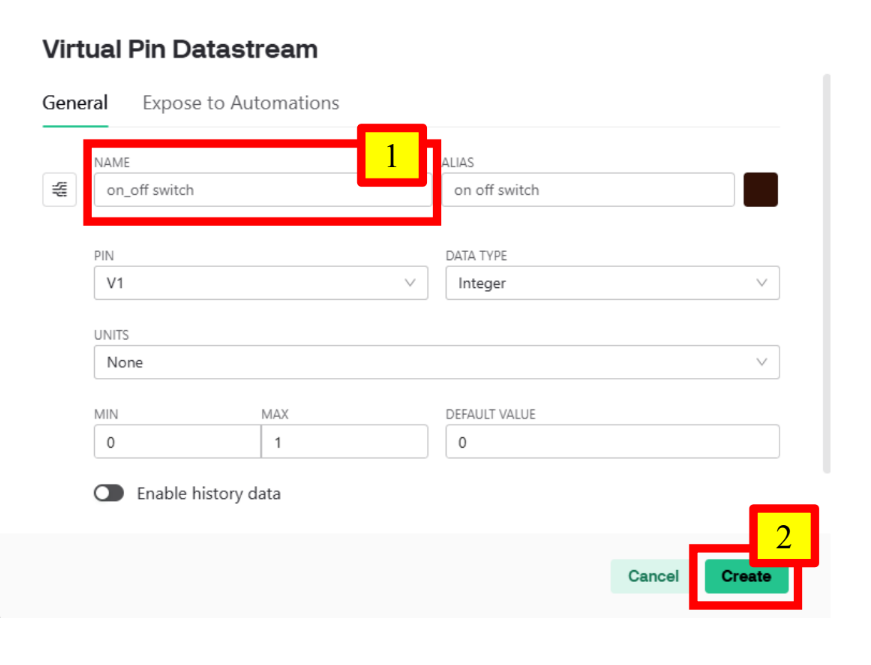 Virtual Pin Datastream
General Expose to Automations
1
NAME ALIAS
on_off switch on off switch
PIN DATA TYPE
V1 Integer
UNITS
None
MIN MAX DEFAULT VALUE
0 1 0
Enable history data
2
Cancel Create